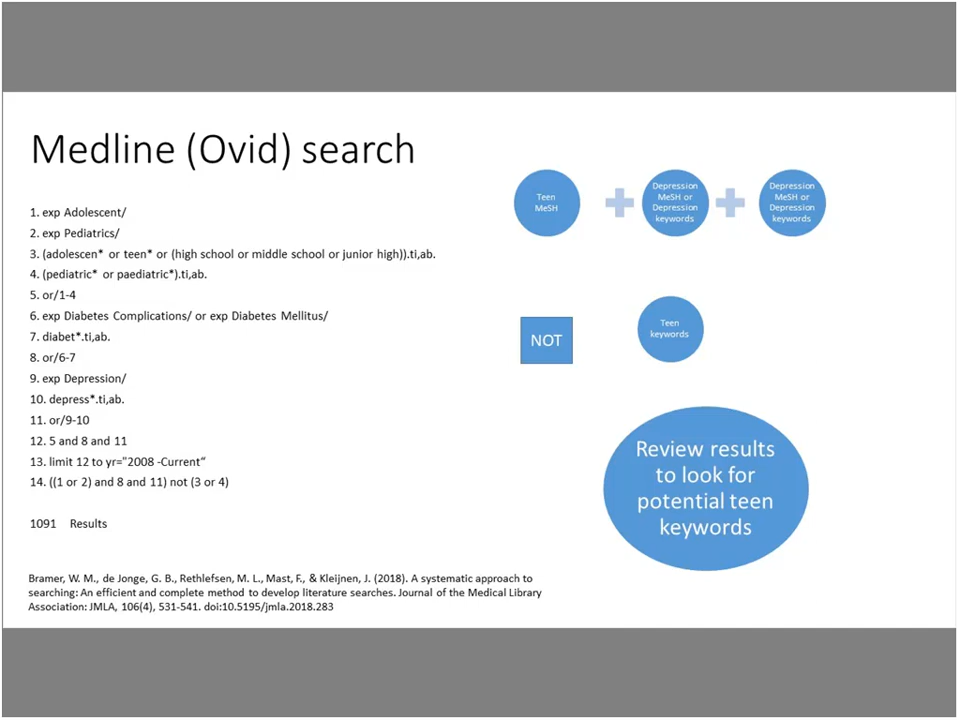 Medline (Ovid) search
1. exp Adolescent/
2. exp Pediatrics/
3. (adolescen* or teen* or (high school or middle school or junior high)).ti,ab.
4. (pediatric* or paediatric*).ti,ab.
5. or/1-4
6. exp Diabetes Complications/ or exp Diabetes Mellitus/
7. diabet*.ti,ab.
8. or/6-7
9. exp Depression/
10. depress*.ti,ab.
11. or/9-10
12. 5 and 8 and 11
13. limit 12 to yr="2008 -Current“
14. ((1 or 2) and 8 and 11) not (3 or 4)
1091 Results
Bramer, W. M., de Jonge, G. B., Rethlefsen, M. L., Mast, F., & Kleijnen, J. (2018). A systematic approach to
searching: An efficient and complete method to develop literature searches. Journal of the Medical Library
Association: JMLA, 106(4), 531-541. doi:10.5195/jmla.2018.283
Teen
MeSH
Depression
MeSH or
Depression
keywords
Depression
MeSH or
Depression
keywords
NOT
Teen
keywords
Review results
to look for
potential teen
keywords